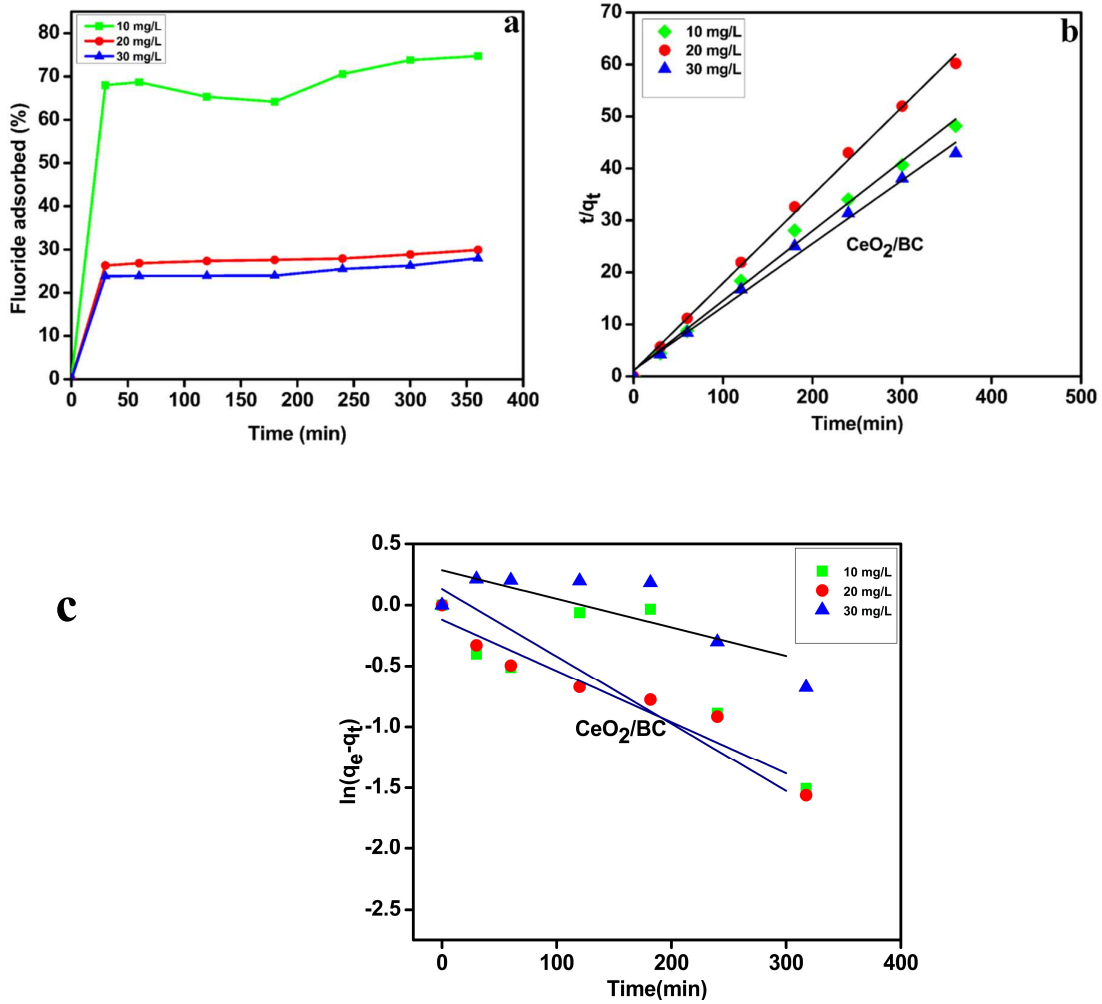 a
10 mg/L
20 mg/L
30 mg/L
80
70
60
50
40
30
20
10
0
Fluoride adsorbed (%)
0 50 100 150 200 250 300 350 400
Time (min)
b
10 mg/L
20 mg/L
30 mg/L
70
60
50
40
30
20
10
0
t/qt
CeO2/BC
0 100 200 300 400 500
Time(min)
c
10 mg/L
20 mg/L
30 mg/L
0.5
0.0
-0.5
-1.0
-1.5
-2.0
-2.5
ln(qe-qt)
CeO2/BC
0 100 200 300 400
Time(min)